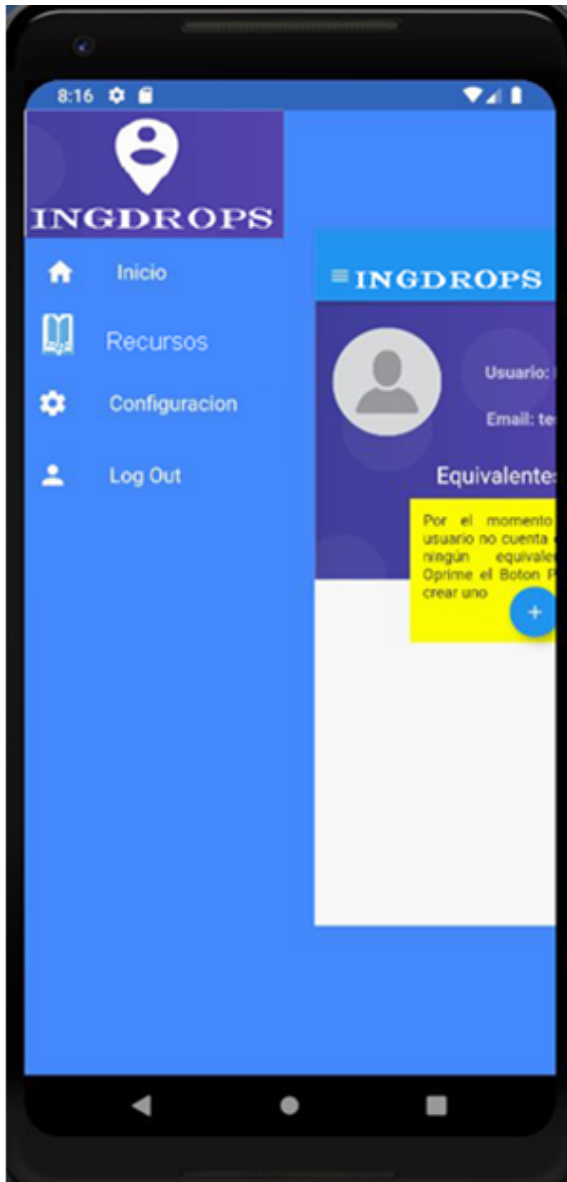 8:16
INGDROPS
Inicio
Recursos
Configuracion
Log Out
INGDROPS
Usuario:
Email:
Equivalentes
Por el momento
usuario no cuenta
ningún
Oprime el Boton
crear uno
+